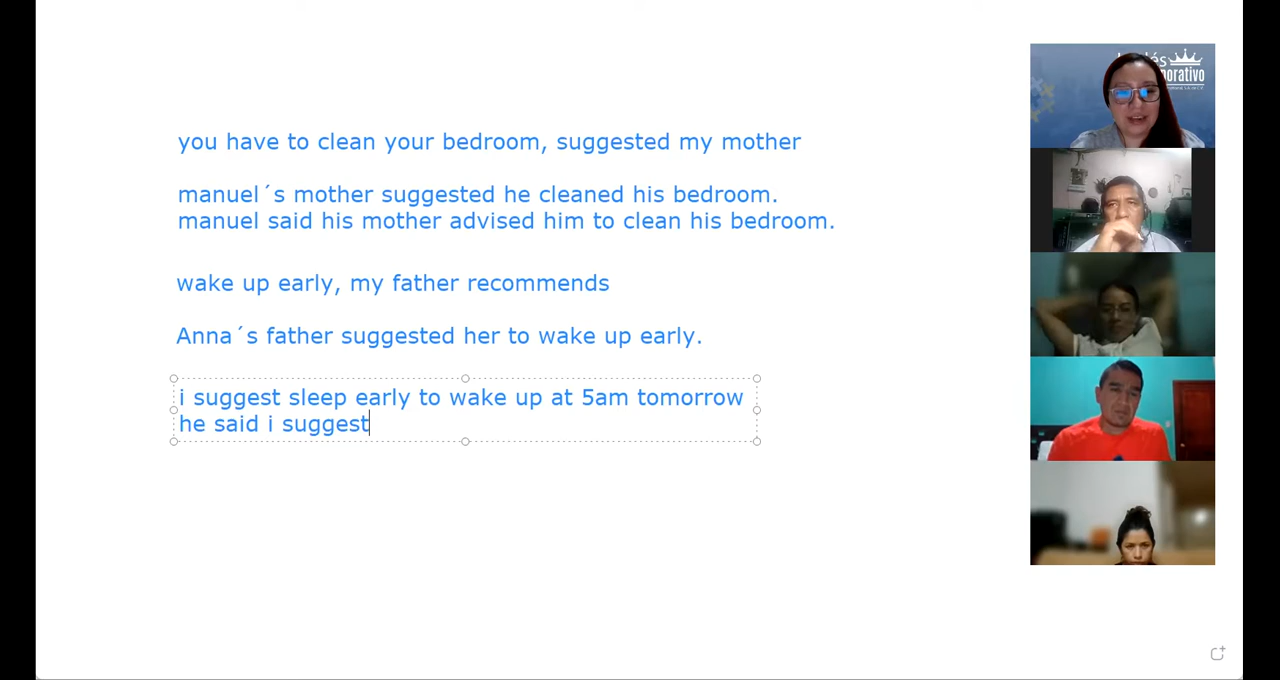 you have to clean your bedroom, suggested my mother
manuel´s mother suggested he cleaned his bedroom.
manuel said his mother advised him to clean his bedroom.
wake up early, my father recommends
Anna´s father suggested her to wake up early.
i suggest sleep early to wake up at 5am tomorrow
he said i suggest